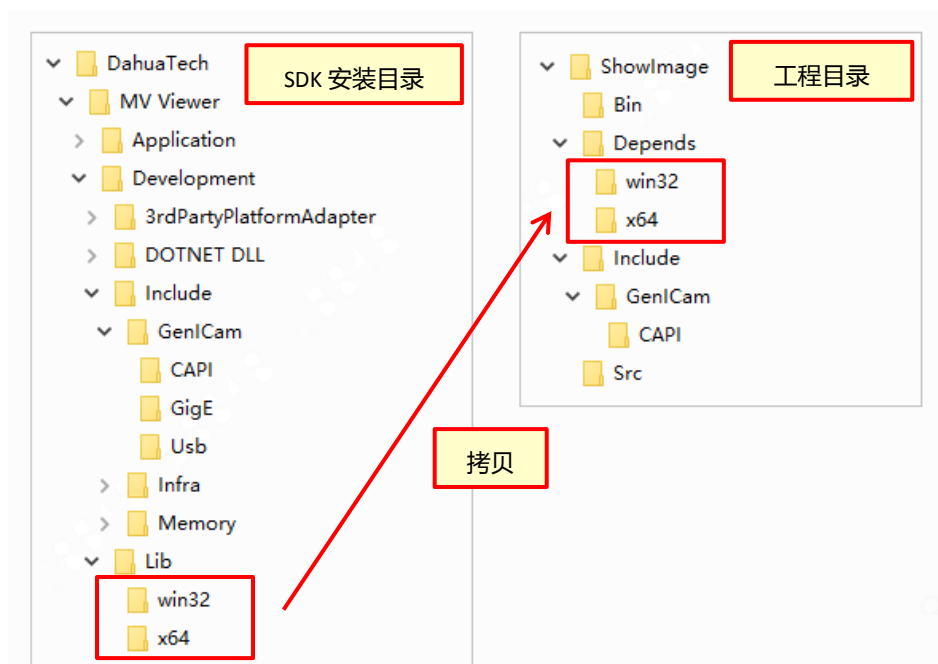 DahuaTech
SDK 安装目录
MV Viewer
Application
Development
3rdPartyPlatformAdapter
DOTNET DLL
Include
GenICam
CAPI
GigE
Usb
Infra
Memory
Lib
win32
x64
拷贝
ShowImage
工程目录
Bin
Depends
win32
x64
Include
GenICam
CAPI
Src